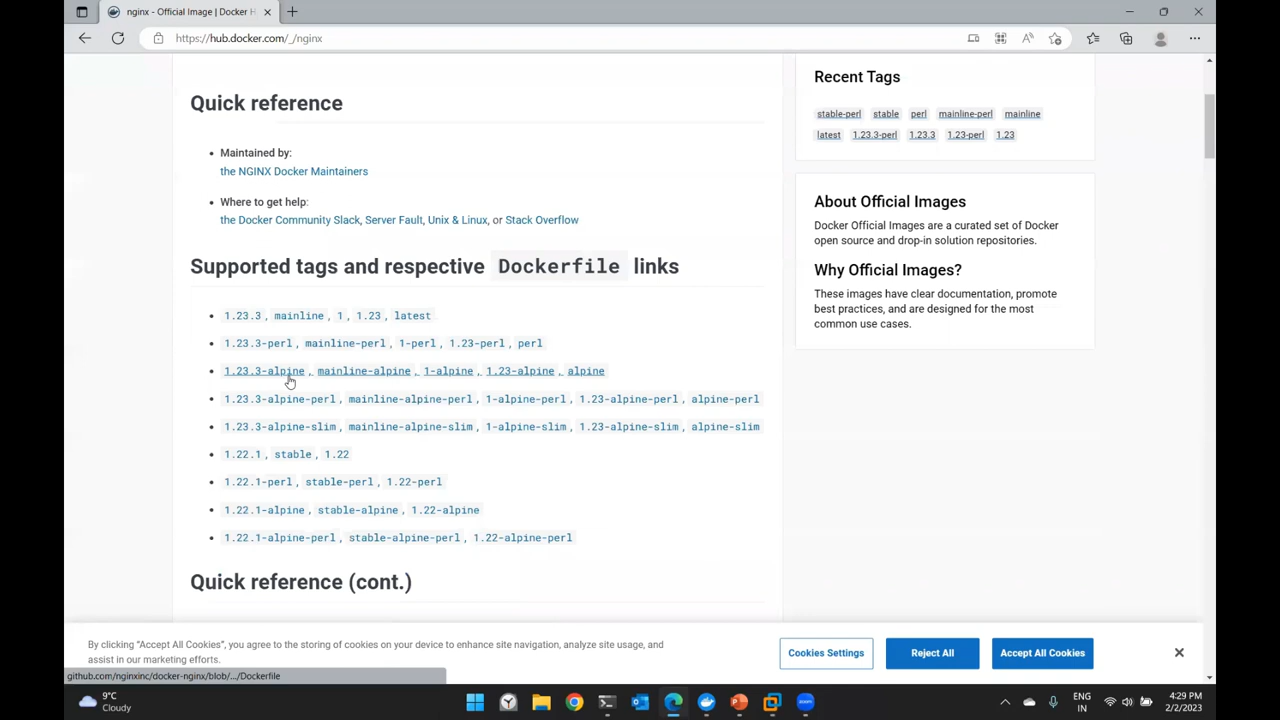 nginx - Official Image | Docker H
https://hub.docker.com/_/nginx
Quick reference
Maintained by:
the NGINX Docker Maintainers
Where to get help:
the Docker Community Slack, Server Fault, Unix & Linux, or Stack Overflow
Supported tags and respective Dockerfile links
1.23.3, mainline, 1, 1.23, latest
1.23.3-perl, mainline-perl, 1-perl, 1.23-perl, perl
1.23.3-alpine, mainline-alpine, 1-alpine, 1.23-alpine, alpine
1.23.3-alpine-perl, mainline-alpine-perl, 1-alpine-perl, 1.23-alpine-perl, alpine-perl
1.23.3-alpine-slim, mainline-alpine-slim, 1-alpine-slim, 1.23-alpine-slim, alpine-slim
1.22.1, stable, 1.22
1.22.1-perl, stable-perl, 1.22-perl
1.22.1-alpine, stable-alpine, 1.22-alpine
1.22.1-alpine-perl, stable-alpine-perl, 1.22-alpine-perl
Quick reference (cont.)
Recent Tags
stable-perl stable perl mainline-perl mainline
latest 1.23.3-perl 1.23.3 1.23-perl 1.23
About Official Images
Docker Official Images are a curated set of Docker
open source and drop-in solution repositories.
Why Official Images?
These images have clear documentation, promote
best practices, and are designed for the most
common use cases.
By clicking "Accept All Cookies", you agree to the storing of cookies on your device to enhance site navigation, analyze site usage, and
assist in our marketing efforts.
Cookies Settings
Reject All
Accept All Cookies
github.com/nginxinc/docker-nginx/blob/.../Dockerfile
9°C
Cloudy
ENG
IN
4:29 PM
2/2/2023